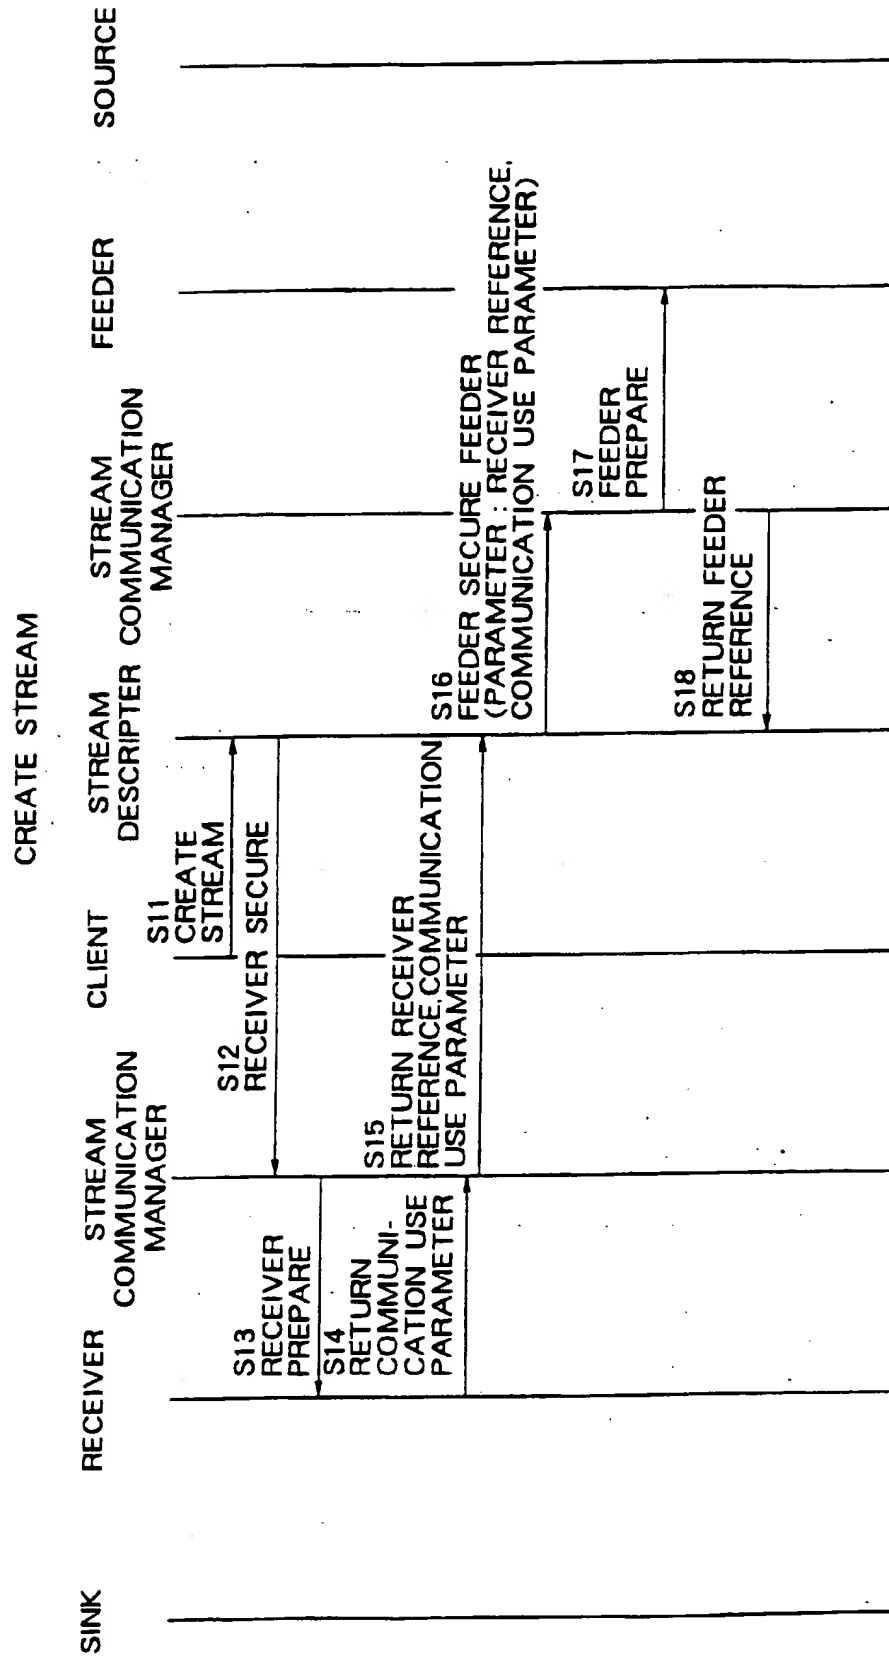 CREATE STREAM
SINK
RECEIVER
STREAM
COMMUNICATION
MANAGER
CLIENT
STREAM
DESCRIPTER
STREAM
COMMUNICATION
MANAGER
FEEDER
SOURCE
S11
CREATE
STREAM
S12
RECEIVER SECURE
S13
RECEIVER
PREPARE
S14
RETURN
COMMUNI-
CATION USE
PARAMETER
S15
RETURN RECEIVER
REFERENCE,COMMUNICATION
USE PARAMETER
S16
FEEDER SECURE FEEDER
(PARAMETER : RECEIVER REFERENCE,
COMMUNICATION USE PARAMETER)
S17
FEEDER
PREPARE
S18
RETURN FEEDER
REFERENCE